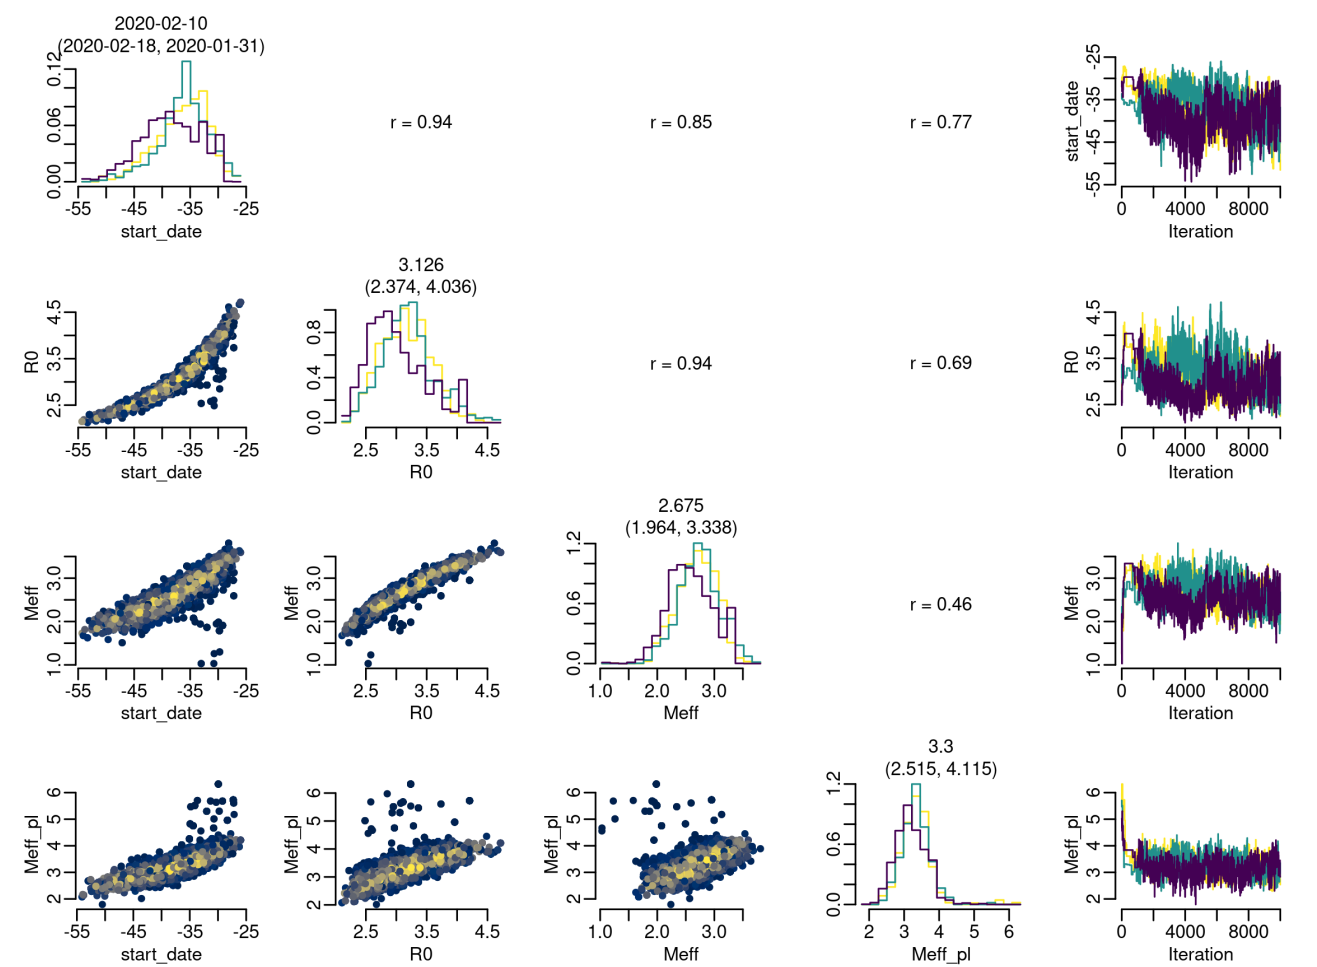 2020-02-10
(2020-02-18, 2020-01-31)
0.00 0.06 0.12
-55 -45 -35 -25
start_date
r = 0.94
r = 0.85
r = 0.77
start_date
-55 -45 -35 -25
0 4000 8000
Iteration
R0
2.5 3.5 4.5
-55 -45 -35 -25
start_date
3.126
(2.374, 4.036)
0.0 0.4 0.8
2.5 3.5 4.5
R0
r = 0.94
r = 0.69
R0
2.5 3.5 4.5
0 4000 8000
Iteration
Meff
1.0 2.0 3.0
-55 -45 -35 -25
start_date
Meff
1.0 2.0 3.0
2.5 3.5 4.5
R0
2.675
(1.964, 3.338)
0.0 0.6 1.2
1.0 2.0 3.0
Meff
r = 0.46
Meff
1.0 2.0 3.0
0 4000 8000
Iteration
Meff_pl
2 3 4 5 6
-55 -45 -35 -25
start_date
Meff_pl
2 3 4 5 6
2.5 3.5 4.5
R0
Meff_pl
2 3 4 5 6
1.0 2.0 3.0
Meff
3.3
(2.515, 4.115)
0.0 0.6 1.2
2 3 4 5 6
Meff_pl
Meff_pl
2 3 4 5 6
0 4000 8000
Iteration